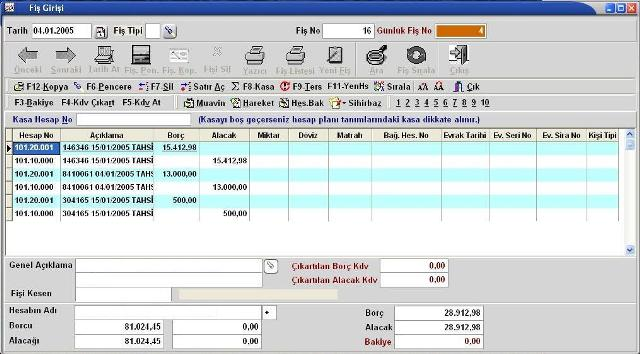 Fiş Girişi
Tarih 04.01.2005 Fiş Tipi Fiş No 16 Günluk Fiş No 4
Önceki Sonraki Tarih At Fiş. Pen. Fiş. Kop. Fişi Sil Yazıcı Fiş Listesi Yeni Fiş Ara Fiş Sırala Çıkış
F12 Kopya F6-Pencere F7-Sil Satır Aç Σ F8-Kasa F9-Ters F11-YenHs Sırala Çık
F3-Bakiye F4-Kdv Çıkart F5-Kdv At Muavin Hareket Hes.Bak Sihirbaz 1 2 3 4 5 6 7 8 9 10
Kasa Hesap No (Kasayı boş geçerseniz hesap planı tanımlarındaki kasa dikkate alınır.)
Hesap No Açıklama Borç Alacak Miktar Döviz Matrah Bağ. Hes. No Evrak Tarihi Ev. Seri No Ev. Sira No Kişi Tipi
101.20.001 146346 15/01/2005 TAHSİ 15.412,98
101.10.000 146346 15/01/2005 TAHSİ 15.412,98
101.20.001 8410061 04/01/2005 TAHSİ 13.000,00
101.10.000 8410061 04/01/2005 TAHSİ 13.000,00
101.20.001 304165 15/01/2005 TAHSİ 500,00
101.10.000 304165 15/01/2005 TAHSİ 500,00
Genel Açıklama Çıkartılan Borç Kdv 0,00
Çıkartılan Alacak Kdv 0,00
Fişi Kesen
Hesabın Adı Borç 28.912,98
Borcu 81.024,45 0,00 Alacak 28.912,98
Alacağı 81.024,45 0,00 Bakiye 0,00